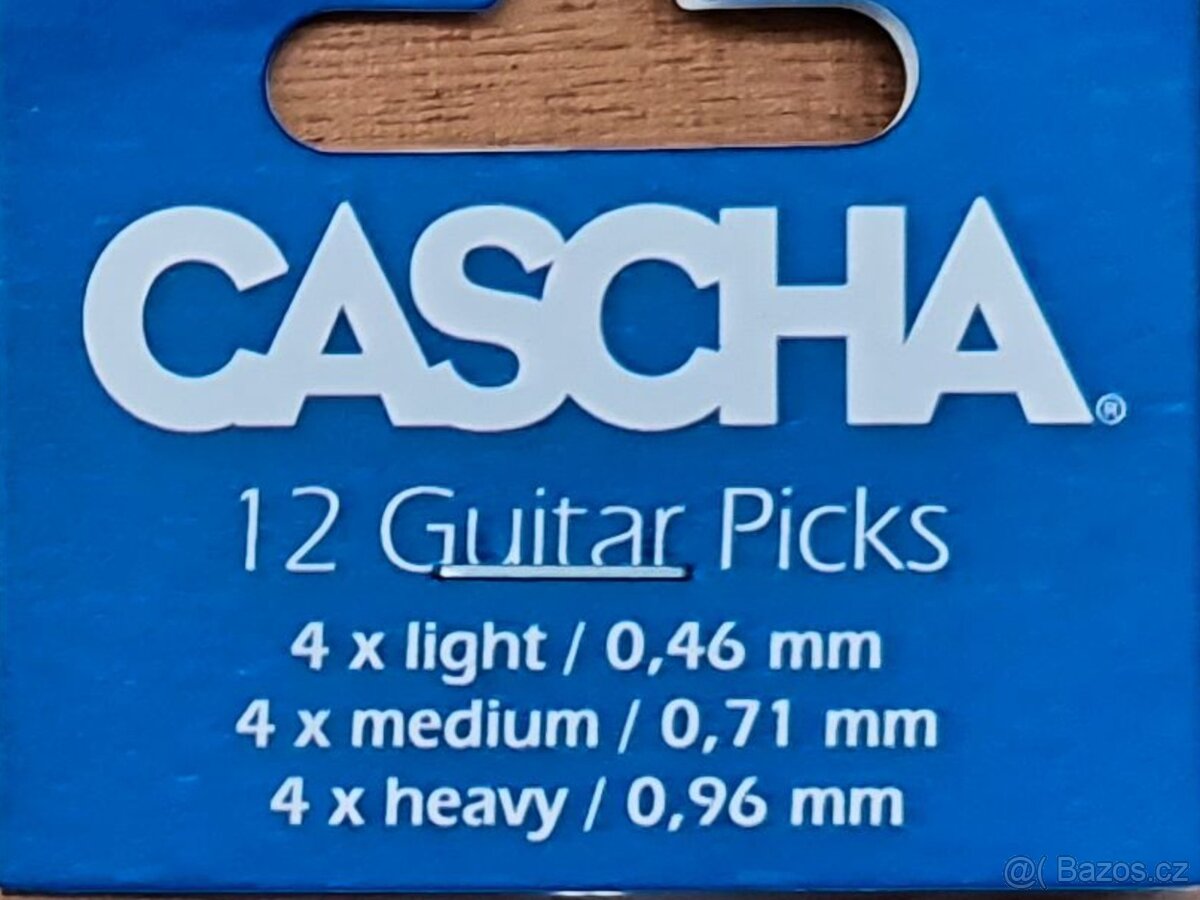 CASCHA®
12 Guitar Picks
4 x light / 0,46 mm
4 x medium / 0,71 mm
4 x heavy / 0,96 mm
@( Bazos.cz